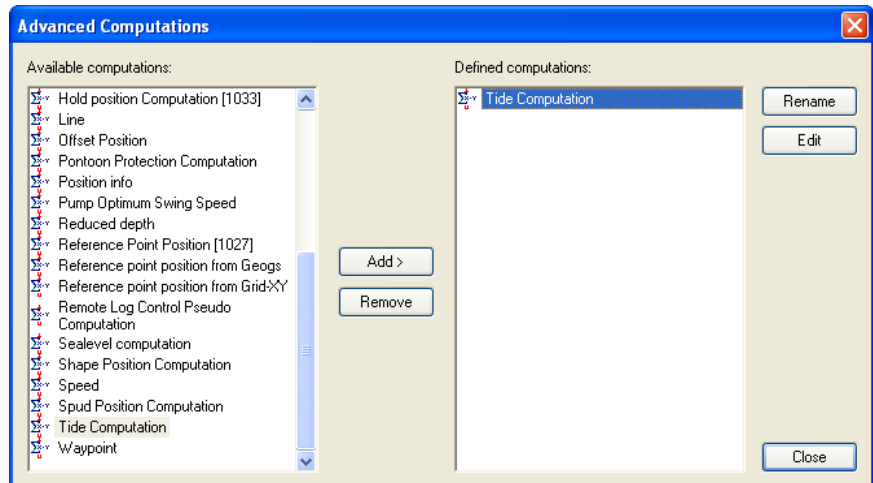 Advanced Computations
Available computations:
Hold position Computation [1033]
Line
Offset Position
Pontoon Protection Computation
Position info
Pump Optimum Swing Speed
Reduced depth
Reference Point Position [1027]
Reference point position from Geogs
Reference point position from Grid-XY
Remote Log Control Pseudo
Computation
Sealevel computation
Shape Position Computation
Speed
Spud Position Computation
Tide Computation
Waypoint
Add >
Remove
Defined computations:
Tide Computation
Rename
Edit
Close